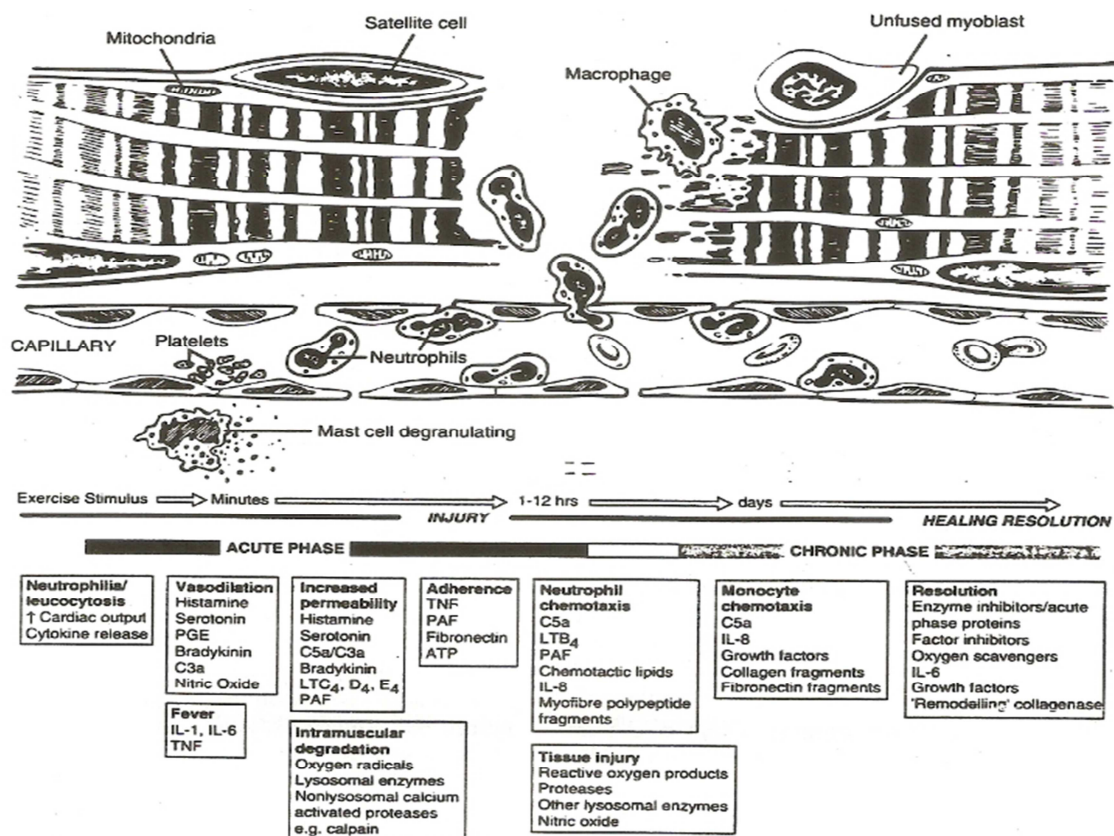 Satellite cell
Unfused myoblast
Mitochondria
Macrophage
CAPILLARY
Platelets
Neutrophils
Mast cell degranulating
Exercise Stimulus
Minutes
1-12 hrs
days
INJURY
HEALING RESOLUTION
ACUTE PHASE
CHRONIC PHASE
Neutrophilia/
leucocytosis
↑ Cardiac output
Cytokine release
Vasodilation
Histamine
Serotonin
PGE
Bradykinin
C3a
Nitric Oxide
Fever
IL-1, IL-6
TNF
Increased
permeability
Histamine
Serotonin
C5a/C3a
Bradykinin
LTC₄, D₄, E₄
PAF
Intramuscular
degradation
Oxygen radicals
Lysosomal enzymes
Nonlysosomal calcium
activated proteases
e.g. calpain
Adherence
TNF
PAF
Fibronectin
ATP
Neutrophil
chemotaxis
C5a
LTB₄
PAF
Chemotactic lipids
IL-8
Myofibre polypeptide
fragments
Tissue injury
Reactive oxygen products
Proteases
Other lysosomal enzymes
Nitric oxide
Monocyte
chemotaxis
C5a
IL-8
Growth factors
Collagen fragments
Fibronectin fragments
Resolution
Enzyme inhibitors/acute
phase proteins
Factor inhibitors
Oxygen scavengers
IL-6
Growth factors
'Remodelling' collagenase